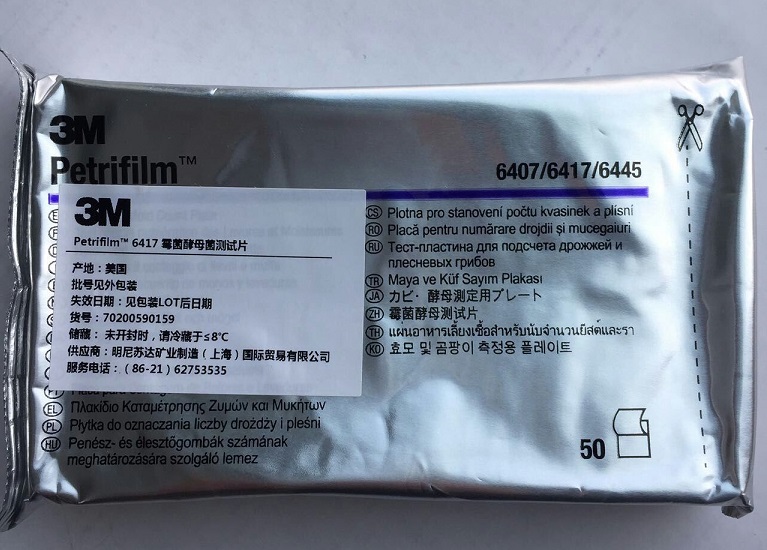 3M
Petrifilm™
6407/6417/6445
3M
Petrifilm™ 6417 霉菌酵母菌测试片
产地：美国
批号见外包装
失效日期：见包装LOT后日期
货号：70200590159
储藏： 未开封时，请冷藏于≤8℃
供应商：明尼苏达矿业制造（上海）国际贸易有限公司
服务电话：（86-21）62753535
EL Πλακίδιο Καταμέτρησης Ζυμών και Μυκήτων
PL Płytka do oznaczania liczby drożdży i pleśni
HU Penész- és élesztőgombák számának
meghatározására szolgáló lemez
CS Plotna pro stanovení počtu kvasinek a plísní
RO Placă pentru numărare drojdii și mucegaiuri
RU Тест-пластина для подсчета дрожжей и
плесневых грибов
TR Maya ve Küf Sayım Plakası
JA カビ・酵母測定用プレート
ZH 霉菌酵母测试片
TH แผ่นอาหารเลี้ยงเชื้อสำหรับนับจำนวนยีสต์และรา
KO 효모 및 곰팡이 측정용 플레이트
50